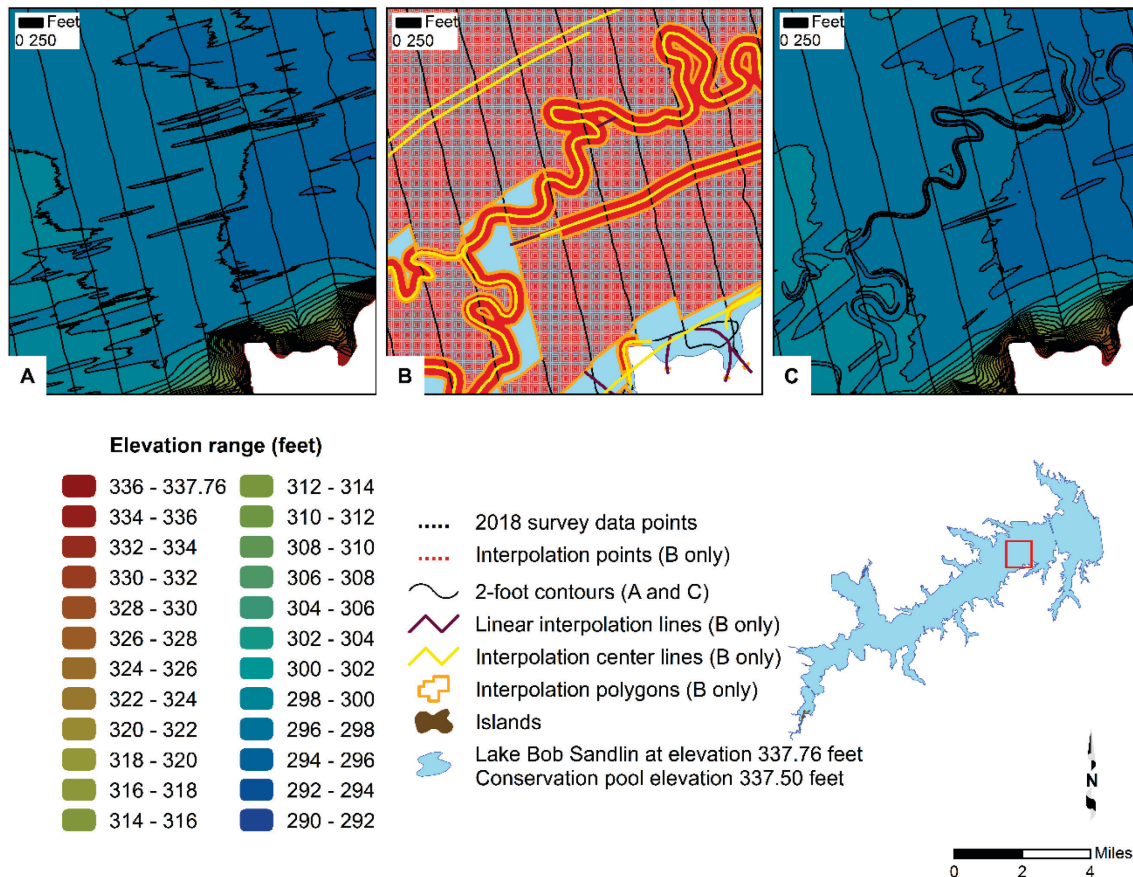 Feet
0 250
A
Feet
0 250
B
Feet
0 250
C
Elevation range (feet)
336 - 337.76
334 - 336
332 - 334
330 - 332
328 - 330
326 - 328
324 - 326
322 - 324
320 - 322
318 - 320
316 - 318
314 - 316
312 - 314
310 - 312
308 - 310
306 - 308
304 - 306
302 - 304
300 - 302
298 - 300
296 - 298
294 - 296
292 - 294
290 - 292
2018 survey data points
Interpolation points (B only)
2-foot contours (A and C)
Linear interpolation lines (B only)
Interpolation center lines (B only)
Interpolation polygons (B only)
Islands
Lake Bob Sandlin at elevation 337.76 feet
Conservation pool elevation 337.50 feet
N
Miles
0 2 4